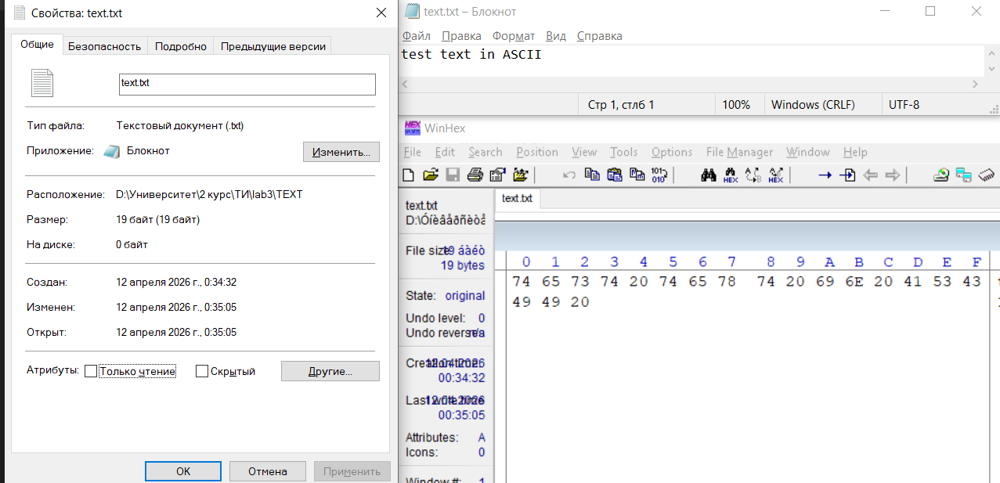 Свойства: text.txt
Общие
Безопасность
Подробно
Предыдущие версии
text.txt
Тип файла: Текстовый документ (.txt)
Приложение: Блокнот
Изменить...
Расположение: D:\Университет\2 курс\ТИ\lab3\TEXT
Размер: 19 байт (19 байт)
На диске: 0 байт
Создан: 12 апреля 2026 г., 0:34:32
Изменен: 12 апреля 2026 г., 0:35:05
Открыт: 12 апреля 2026 г., 0:35:05
Атрибуты: Только чтение Скрытый Другие...
ОК Отмена Применить
text.txt – Блокнот
Файл Правка Формат Вид Справка
test text in ASCII
Стр 1, стлб 1 100% Windows (CRLF) UTF-8
WinHex
File Edit Search Position View Tools Options File Manager Window Help
text.txt
text.txt
D:\Óíèâåðñèòå
File size: 19 áàéò
19 bytes
State: original
Undo level: 0
Undo reverses: n/a
Creation time: 12.04.2026
00:34:32
Last write time: 12.04.2026
00:35:05
Attributes: A
Icons: 0
Window #: 1
0 1 2 3 4 5 6 7 8 9 A B C D E F
74 65 73 74 20 74 65 78 74 20 69 6E 20 41 53 43
49 49 20